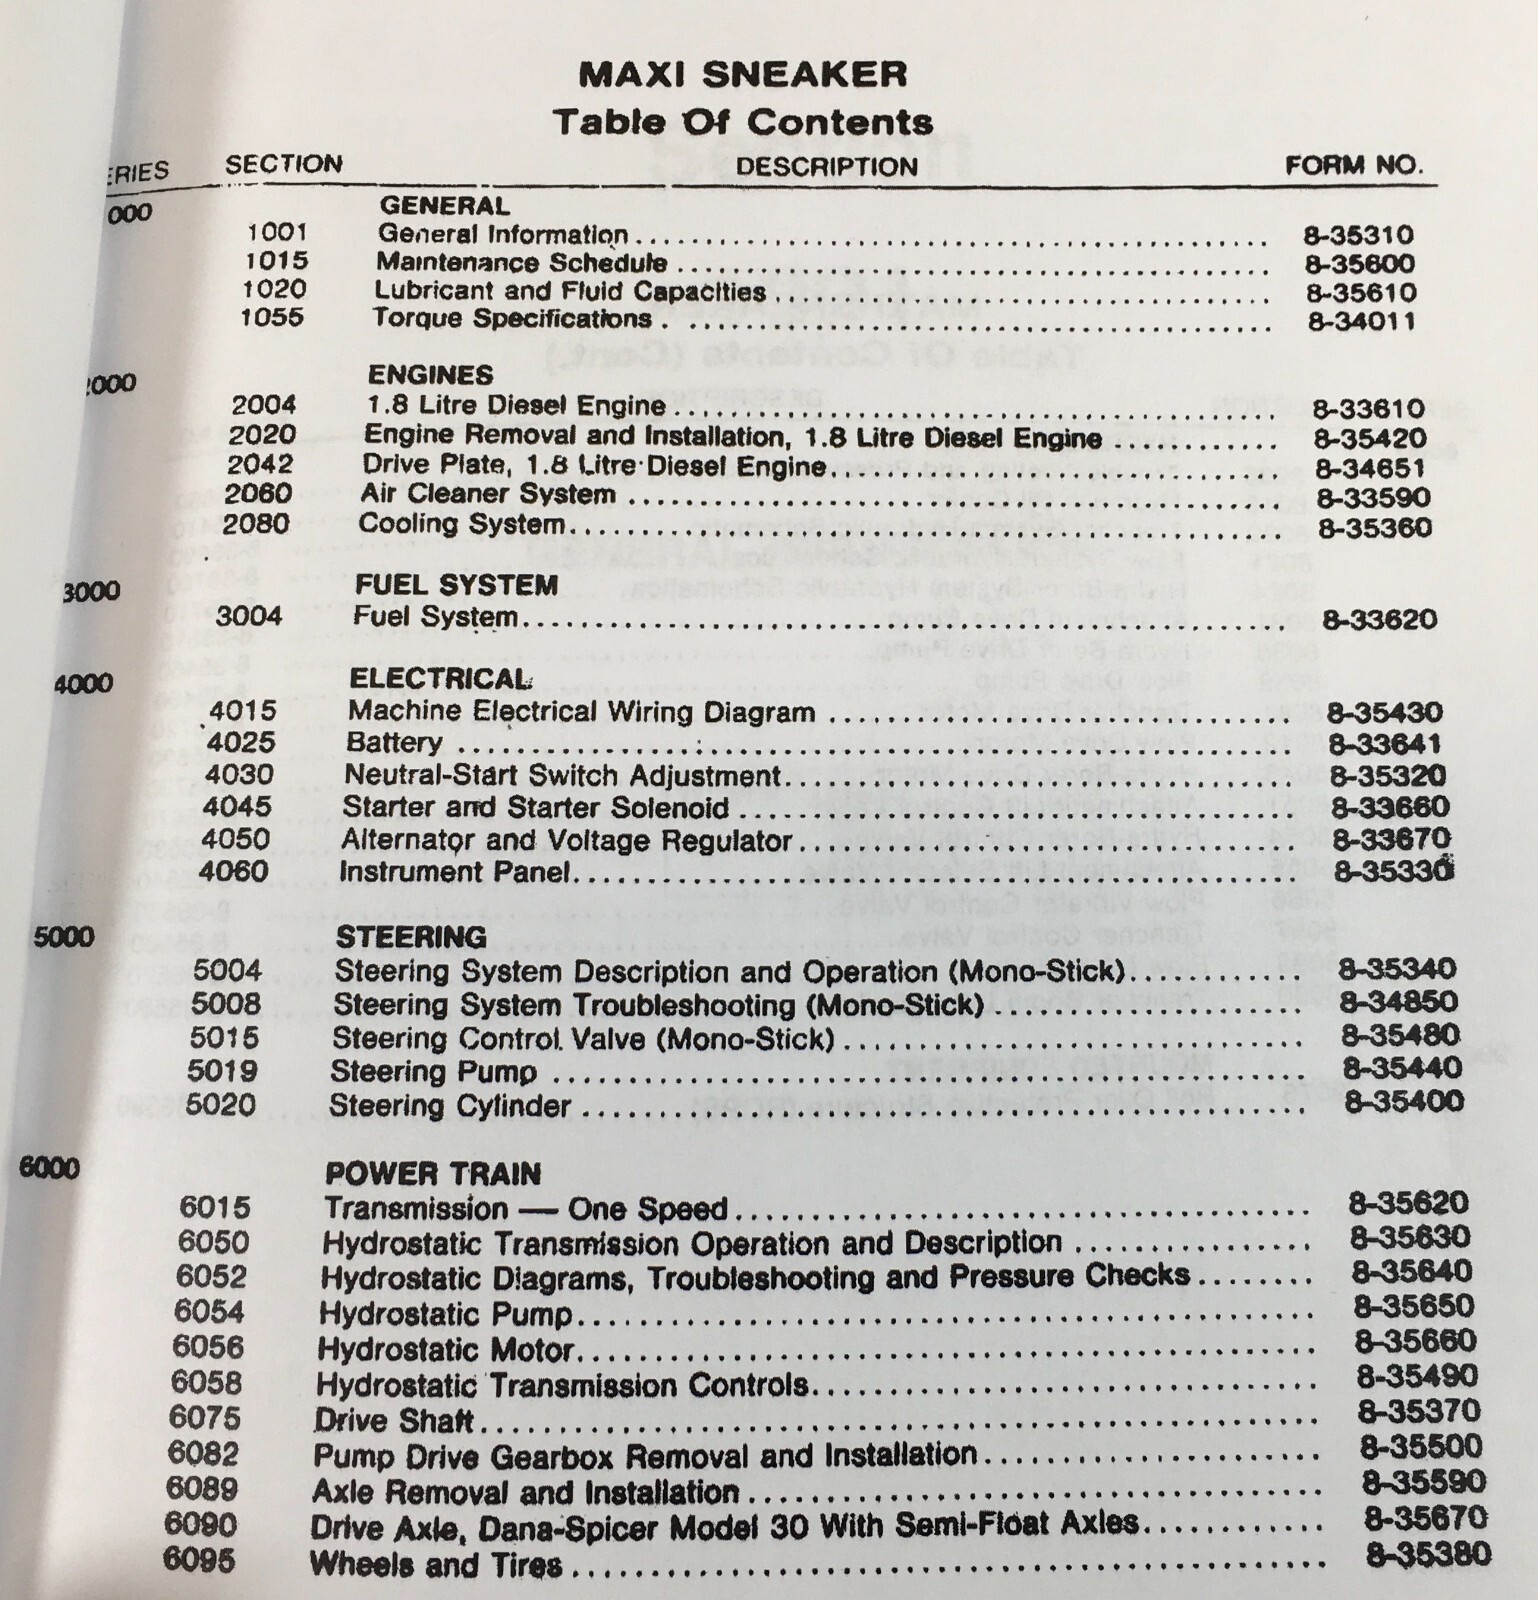 MAXI SNEAKER
Table Of Contents
ERIES SECTION DESCRIPTION FORM NO.
000 GENERAL
1001 General Information 8-35310
1015 Maintenance Schedule 8-35600
1020 Lubricant and Fluid Capacities 8-35610
1055 Torque Specifications 8-34011
2000 ENGINES
2004 1.8 Litre Diesel Engine 8-33610
2020 Engine Removal and Installation, 1.8 Litre Diesel Engine 8-35420
2042 Drive Plate, 1.8 Litre Diesel Engine 8-34651
2060 Air Cleaner System 8-33590
2080 Cooling System 8-35360
3000 FUEL SYSTEM
3004 Fuel System 8-33620
4000 ELECTRICAL
4015 Machine Electrical Wiring Diagram 8-35430
4025 Battery 8-33641
4030 Neutral-Start Switch Adjustment 8-35320
4045 Starter and Starter Solenoid 8-33660
4050 Alternator and Voltage Regulator 8-33670
4060 Instrument Panel 8-35330
5000 STEERING
5004 Steering System Description and Operation (Mono-Stick) 8-35340
5008 Steering System Troubleshooting (Mono-Stick) 8-34850
5015 Steering Control Valve (Mono-Stick) 8-35480
5019 Steering Pump 8-35440
5020 Steering Cylinder 8-35400
6000 POWER TRAIN
6015 Transmission — One Speed 8-35620
6050 Hydrostatic Transmission Operation and Description 8-35630
6052 Hydrostatic Diagrams, Troubleshooting and Pressure Checks 8-35640
6054 Hydrostatic Pump 8-35650
6056 Hydrostatic Motor 8-35660
6058 Hydrostatic Transmission Controls 8-35490
6075 Drive Shaft 8-35370
6082 Pump Drive Gearbox Removal and Installation 8-35500
6089 Axle Removal and Installation 8-35590
6090 Drive Axle, Dana-Spicer Model 30 With Semi-Float Axles 8-35670
6095 Wheels and Tires 8-35380